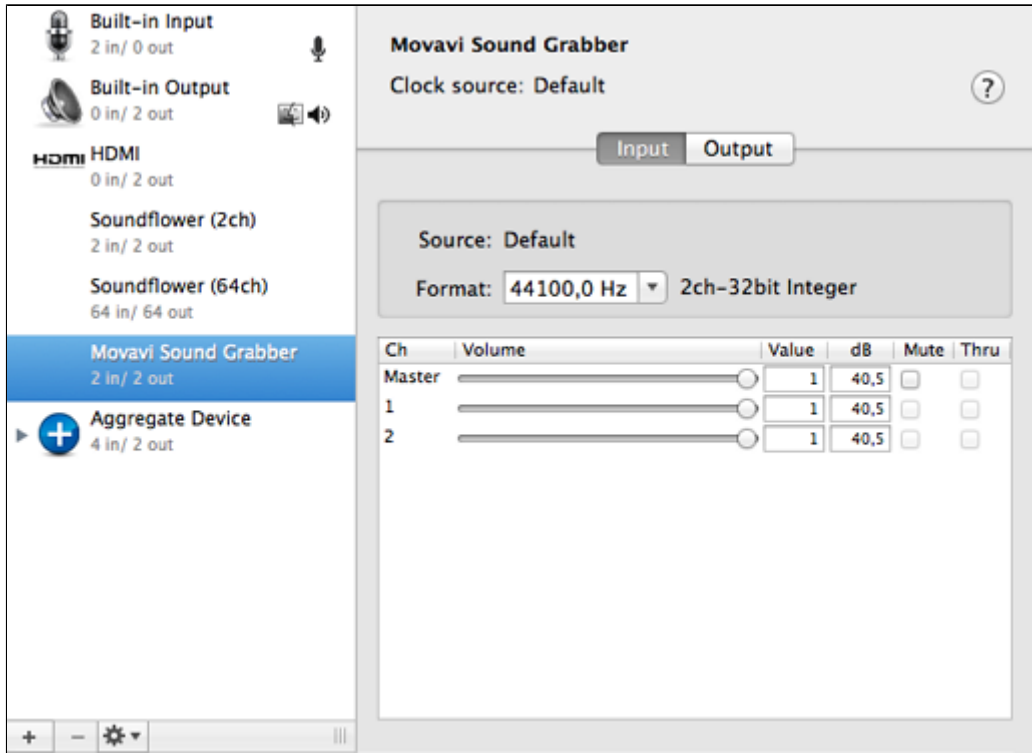 Built-in Input
2 in/ 0 out
Built-in Output
0 in/ 2 out
HDMI HDMI
0 in/ 2 out
Soundflower (2ch)
2 in/ 2 out
Soundflower (64ch)
64 in/ 64 out
Movavi Sound Grabber
2 in/ 2 out
Aggregate Device
4 in/ 2 out
Movavi Sound Grabber
Clock source: Default
?
Input Output
Source: Default
Format: 44100,0 Hz 2ch-32bit Integer
Ch Volume Value dB Mute Thru
Master 1 40,5
1 1 40,5
2 1 40,5